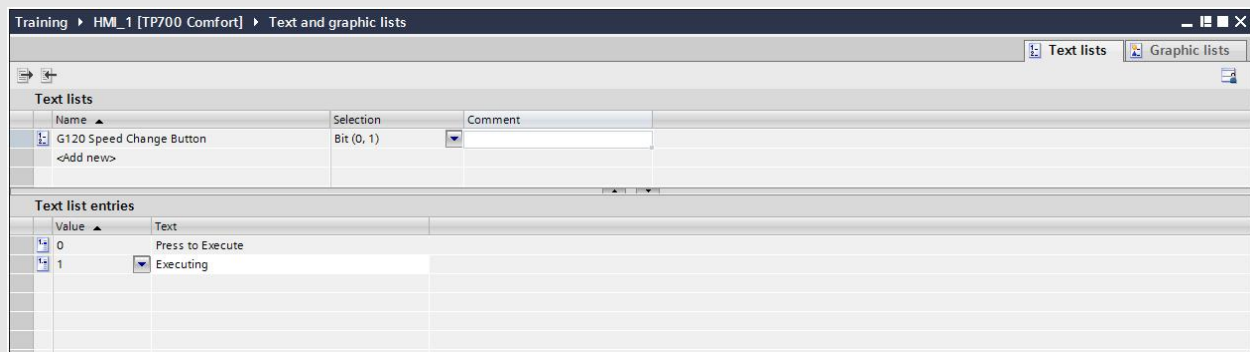 Training ▸ HMI_1 [TP700 Comfort] ▸ Text and graphic lists
Text lists Graphic lists
Text lists
Name Selection Comment
G120 Speed Change Button Bit (0, 1)
<Add new>
Text list entries
Value Text
0 Press to Execute
1 Executing